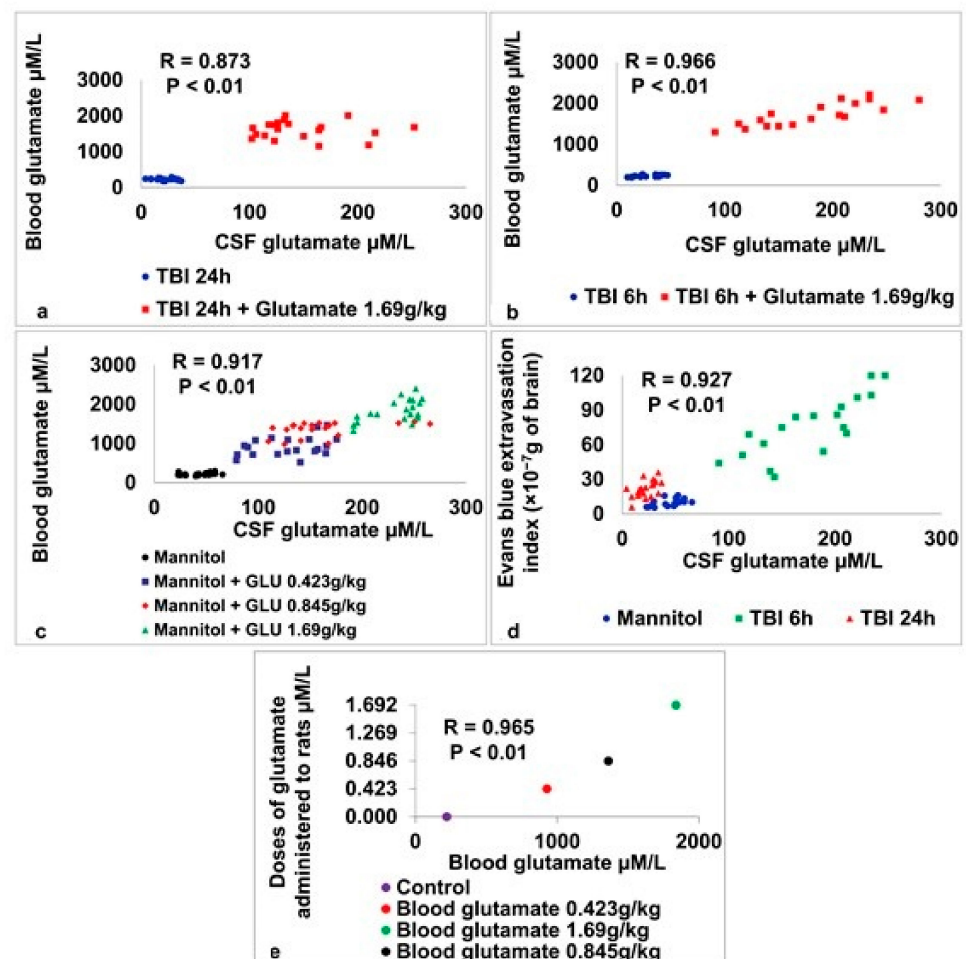 Blood glutamate µM/L
R = 0.873
P < 0.01
3000
2000
1000
0
0 100 200 300
CSF glutamate µM/L
TBI 24h
TBI 24h + Glutamate 1.69g/kg
a
Blood glutamate µM/L
R = 0.966
P < 0.01
3000
2000
1000
0
0 100 200 300
CSF glutamate µM/L
TBI 6h TBI 6h + Glutamate 1.69g/kg
b
Blood glutamate µM/L
R = 0.917
P < 0.01
3000
2000
1000
0
0 100 200 300
CSF glutamate µM/L
Mannitol
Mannitol + GLU 0.423g/kg
Mannitol + GLU 0.845g/kg
Mannitol + GLU 1.69g/kg
c
Evans blue extravasation
index (×10⁻⁷g of brain)
R = 0.927
P < 0.01
120
90
60
30
0
0 100 200 300
CSF glutamate µM/L
Mannitol TBI 6h TBI 24h
d
Doses of glutamate
administered to rats µM/L
R = 0.965
P < 0.01
1.692
1.269
0.846
0.423
0.000
0 1000 2000
Blood glutamate µM/L
Control
Blood glutamate 0.423g/kg
Blood glutamate 1.69g/kg
Blood glutamate 0.845g/kg
e